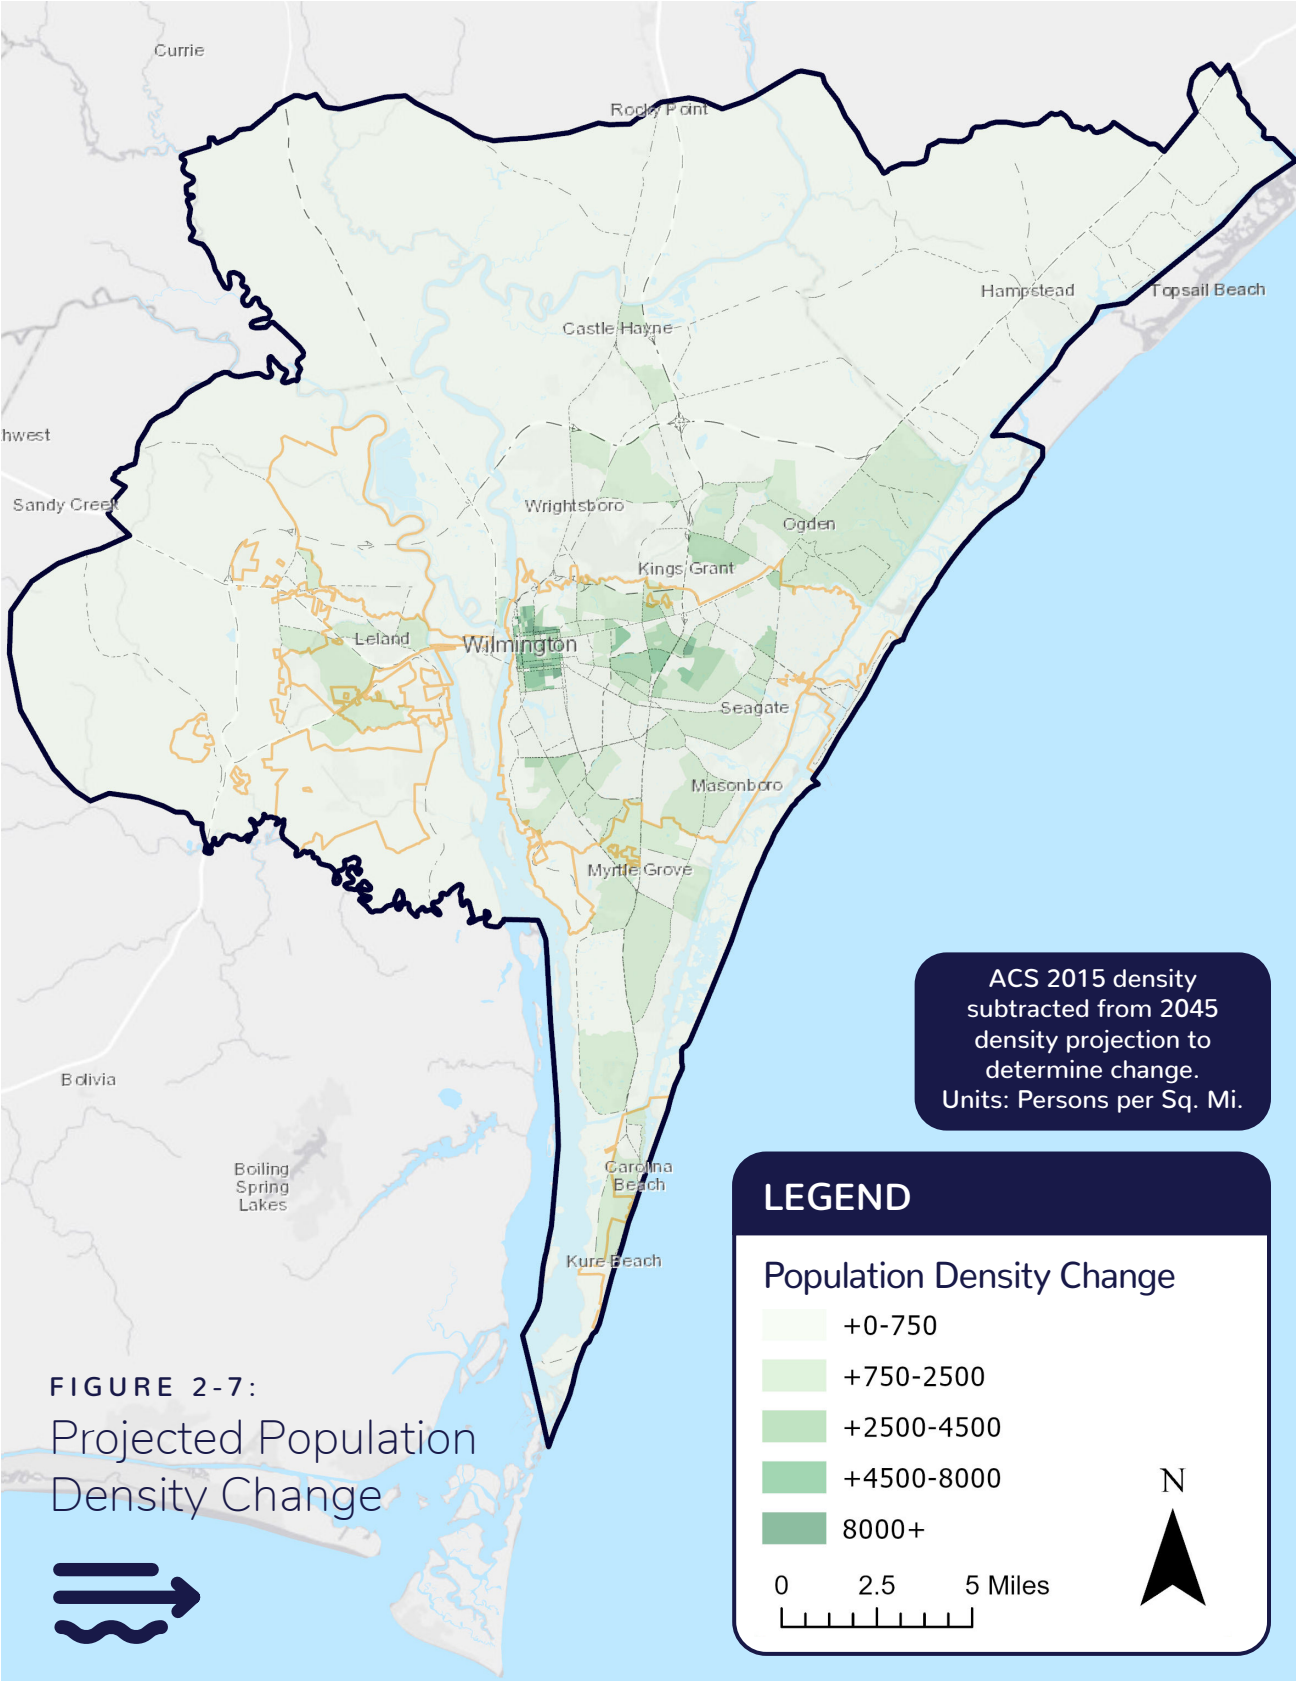 Currie
Rocky Point
Hampstead
Topsail Beach
Castle Hayne
hwest
Sandy Creek
Wrightsboro
Ogden
Kings Grant
Leland
Wilmington
Seagate
Masonboro
Myrtle Grove
Bolivia
Boiling
Spring
Lakes
Carolina
Beach
Kure Beach
ACS 2015 density
subtracted from 2045
density projection to
determine change.
Units: Persons per Sq. Mi.
LEGEND
Population Density Change
+0-750
+750-2500
+2500-4500
+4500-8000
8000+
N
0 2.5 5 Miles
FIGURE 2-7:
Projected Population
Density Change